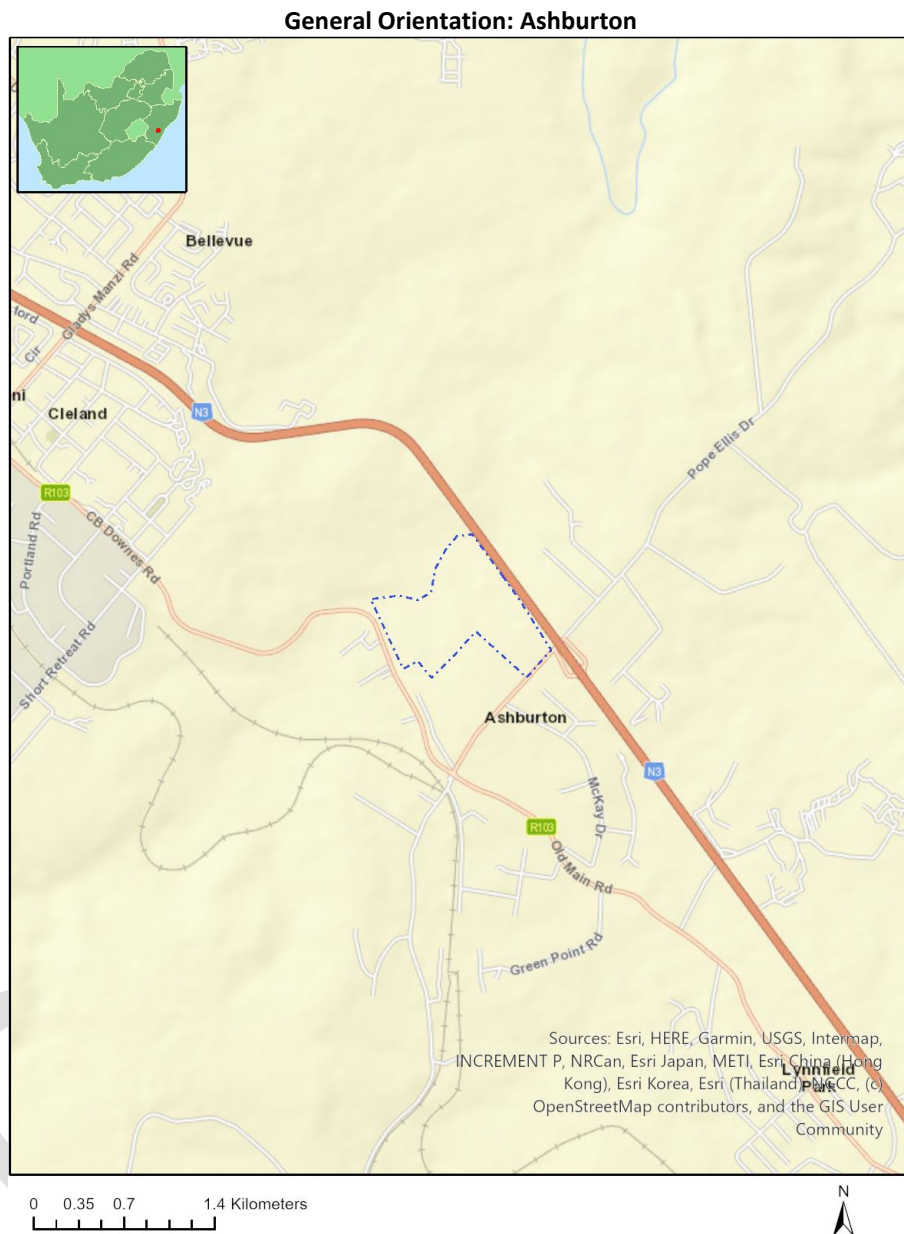 General Orientation: Ashburton
Bellevue
Gladys Manzi Rd
Cir
Cleland
N3
R103
CB Downes Rd
Portland Rd
Short Retreat Rd
Pope Ellis Dr
Ashburton
N3
McKay Dr
R103
Old Main Rd
Green Point Rd
Sources: Esri, HERE, Garmin, USGS, Intermap,
INCREMENT P, NRCan, Esri Japan, METI, Esri China (Hong
Kong), Esri Korea, Esri (Thailand), NGCC, (c)
OpenStreetMap contributors, and the GIS User
Community
Lynnfield
Park
0 0.35 0.7 1.4 Kilometers
N